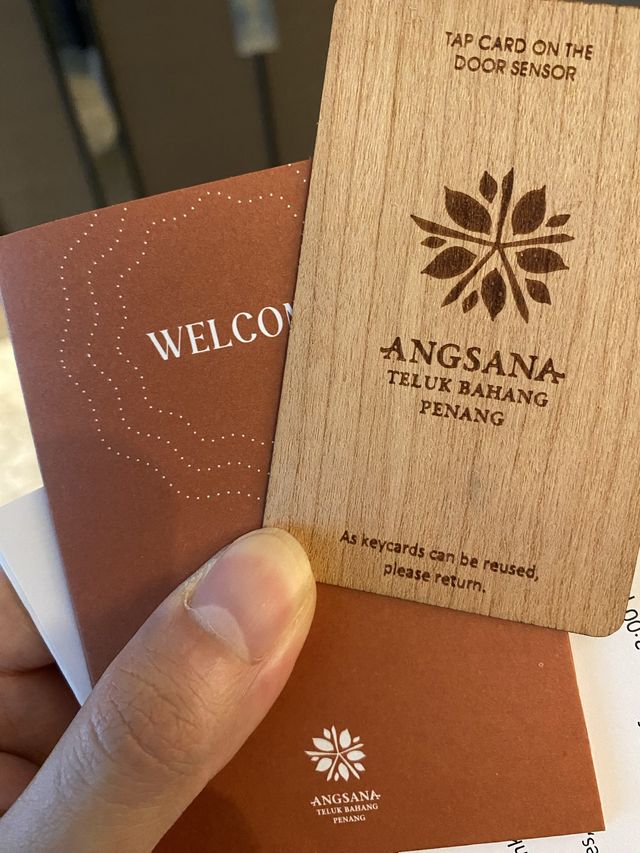 TAP CARD ON THE
DOOR SENSOR
ANGSANA
TELUK BAHANG
PENANG
As keycards can be reused,
please return.
ANGSANA
TELUK BAHANG
PENANG